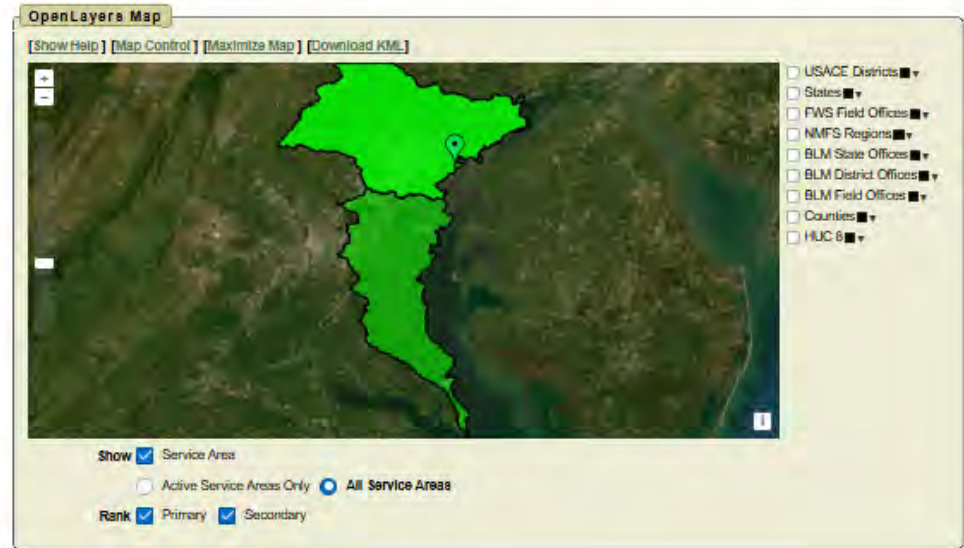 OpenLayers Map
[Show Help ] [Map Control ] [Maximize Map ] [Download KML]
+
−
USACE Districts
States
FWS Field Offices
NMFS Regions
BLM State Offices
BLM District Offices
BLM Field Offices
Counties
HUC 8
i
Show Service Area
Active Service Areas Only All Service Areas
Rank Primary Secondary